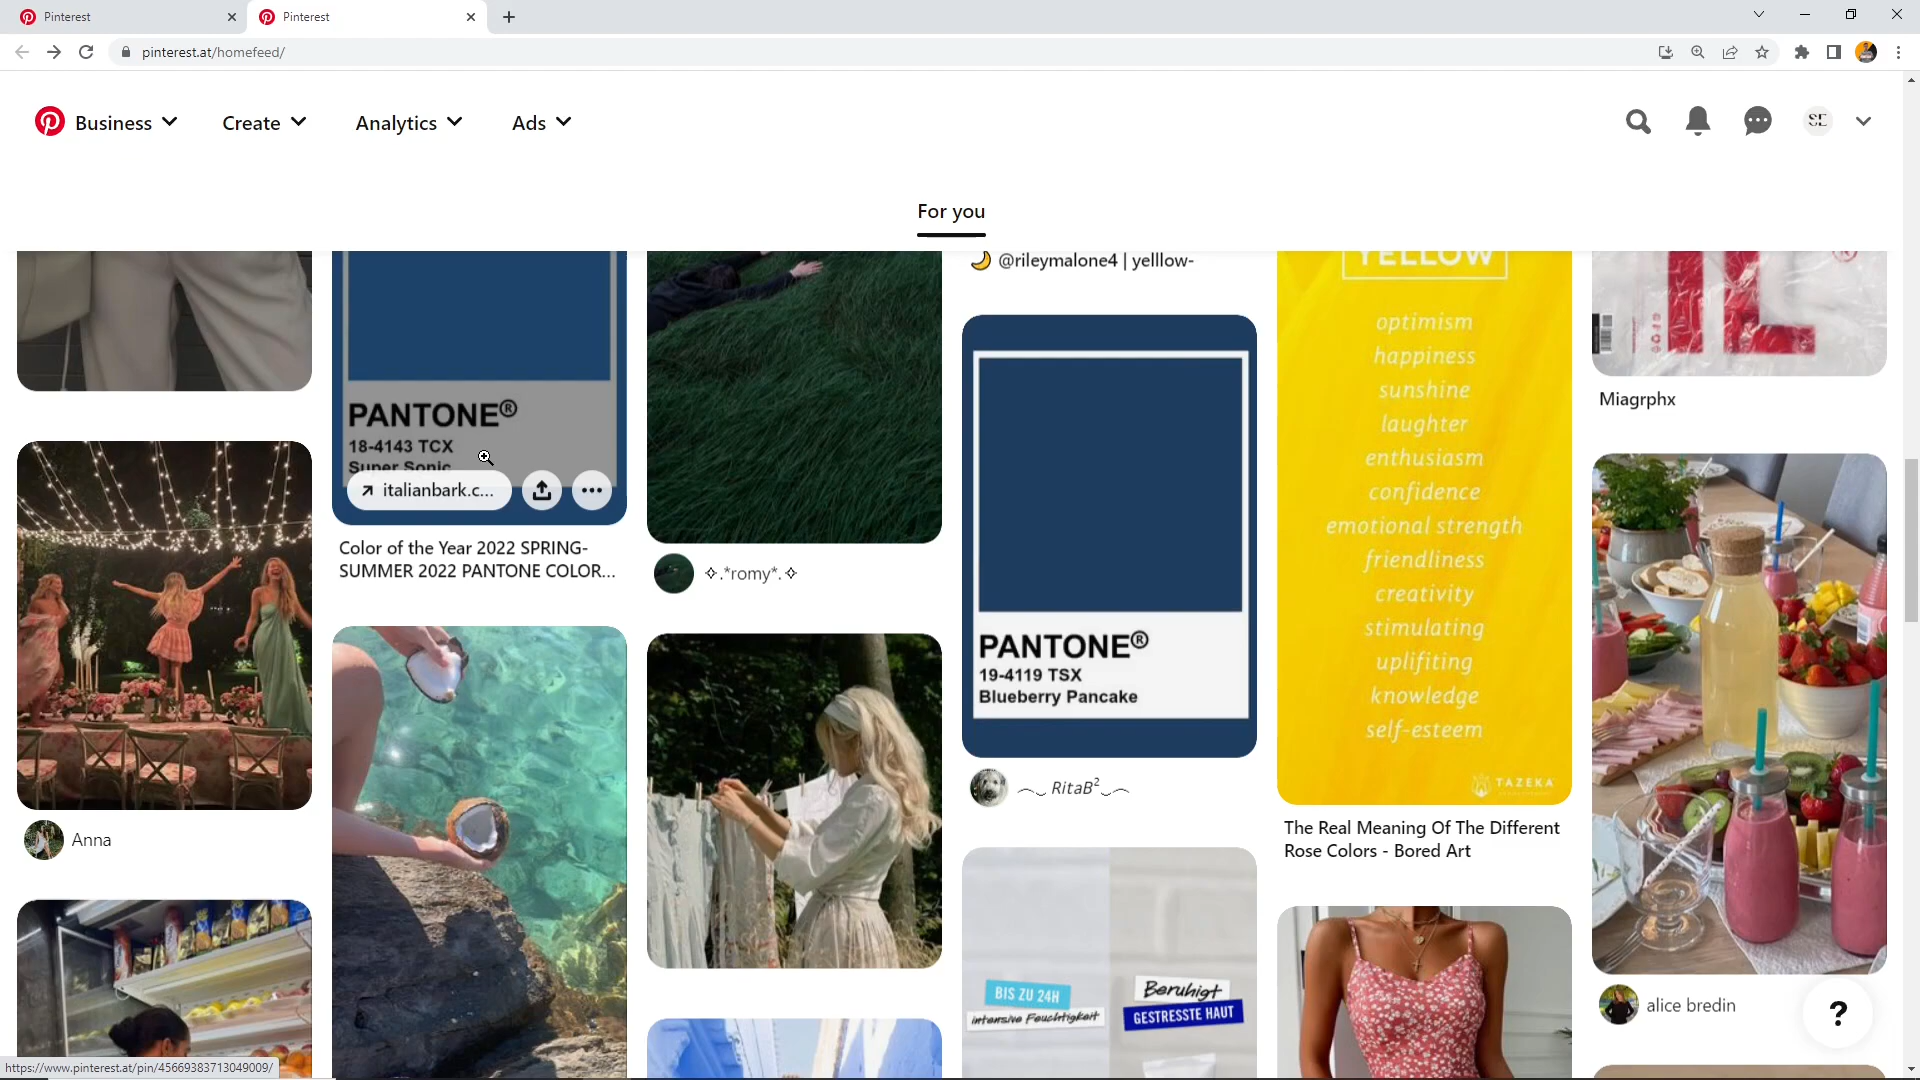 Pinterest
Pinterest
pinterest.at/homefeed/
Business
Create
Analytics
Ads
SE
For you
PANTONE®
18-4143 TCX
Super Sonic
italianbark.c...
Color of the Year 2022 SPRING-
SUMMER 2022 PANTONE COLOR...
Anna
✧.*romy*.✧
🌙 @rileymalone4 | yelllow-
PANTONE®
19-4119 TSX
Blueberry Pancake
RitaB²
BIS ZU 24H
intensive Feuchtigkeit
Beruhigt
GESTRESSTE HAUT
YELLOW
optimism
happiness
sunshine
laughter
enthusiasm
confidence
emotional strength
friendliness
creativity
stimulating
uplifiting
knowledge
self-esteem
TAZEKA
The Real Meaning Of The Different
Rose Colors - Bored Art
Miagrphx
alice bredin
?
https://www.pinterest.at/pin/45669383713049009/